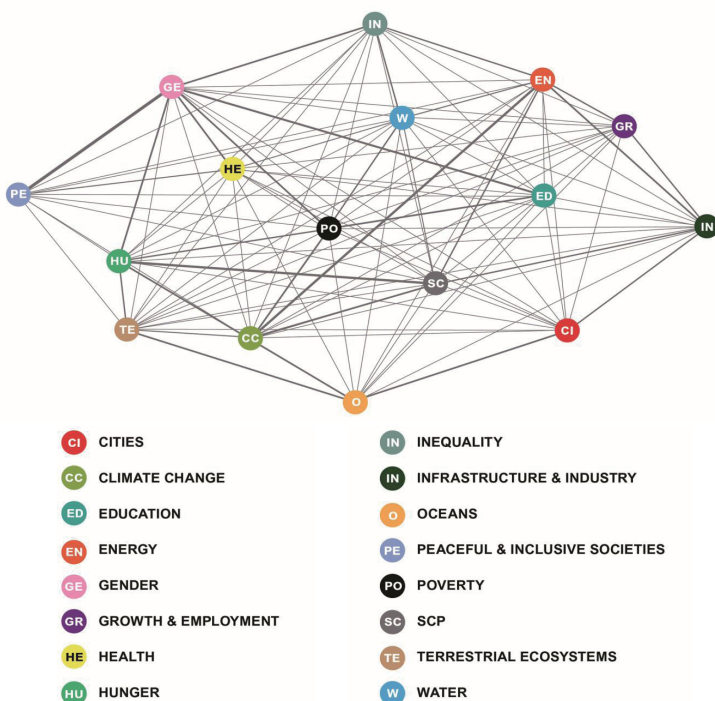 IN
GE
EN
W
GR
HE
PE
ED
PO
IN
HU
SC
TE
CC
CI
O
CI CITIES
CC CLIMATE CHANGE
ED EDUCATION
EN ENERGY
GE GENDER
GR GROWTH & EMPLOYMENT
HE HEALTH
HU HUNGER
IN INEQUALITY
IN INFRASTRUCTURE & INDUSTRY
O OCEANS
PE PEACEFUL & INCLUSIVE SOCIETIES
PO POVERTY
SC SCP
TE TERRESTRIAL ECOSYSTEMS
W WATER